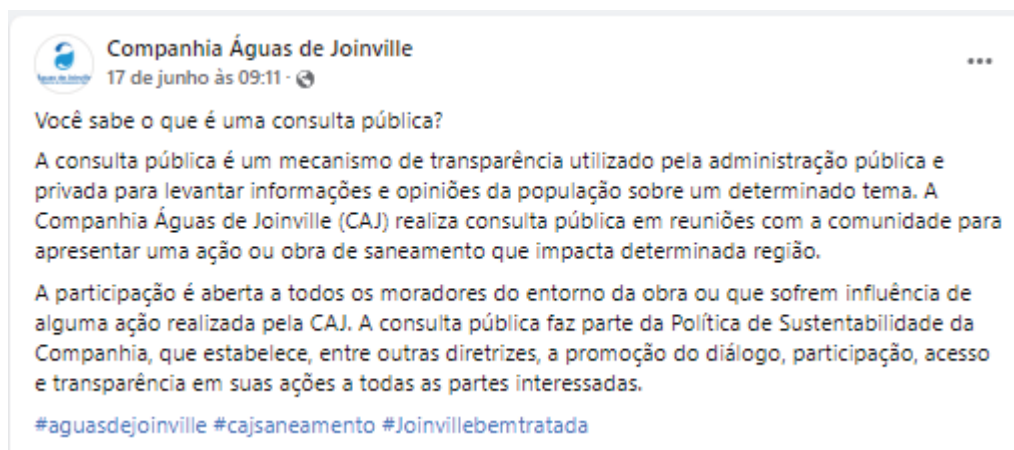 Companhia Águas de Joinville
17 de junho às 09:11 ·
Você sabe o que é uma consulta pública?
A consulta pública é um mecanismo de transparência utilizado pela administração pública e
privada para levantar informações e opiniões da população sobre um determinado tema. A
Companhia Águas de Joinville (CAJ) realiza consulta pública em reuniões com a comunidade para
apresentar uma ação ou obra de saneamento que impacta determinada região.
A participação é aberta a todos os moradores do entorno da obra ou que sofrem influência de
alguma ação realizada pela CAJ. A consulta pública faz parte da Política de Sustentabilidade da
Companhia, que estabelece, entre outras diretrizes, a promoção do diálogo, participação, acesso
e transparência em suas ações a todas as partes interessadas.
#aguasdejoinville #cajsaneamento #Joinvillebemtratada